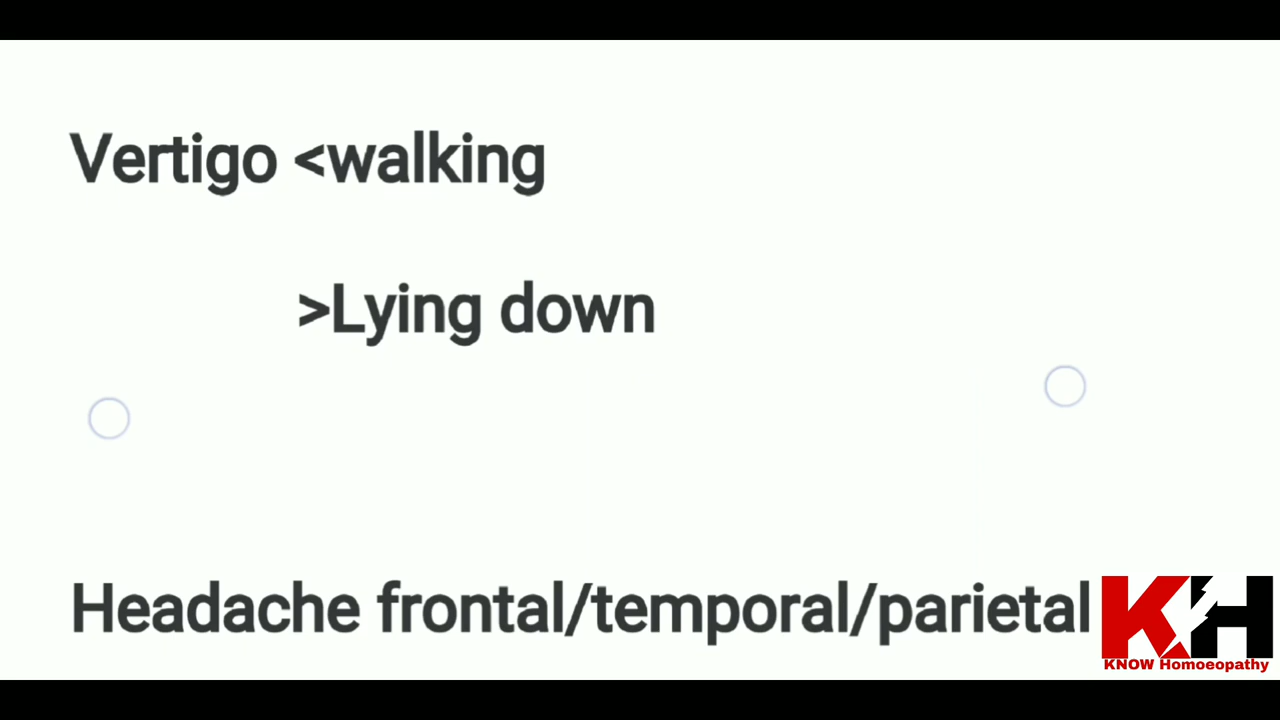 Vertigo <walking
>Lying down
Headache frontal/temporal/parietal
KH
KNOW Homoeopathy